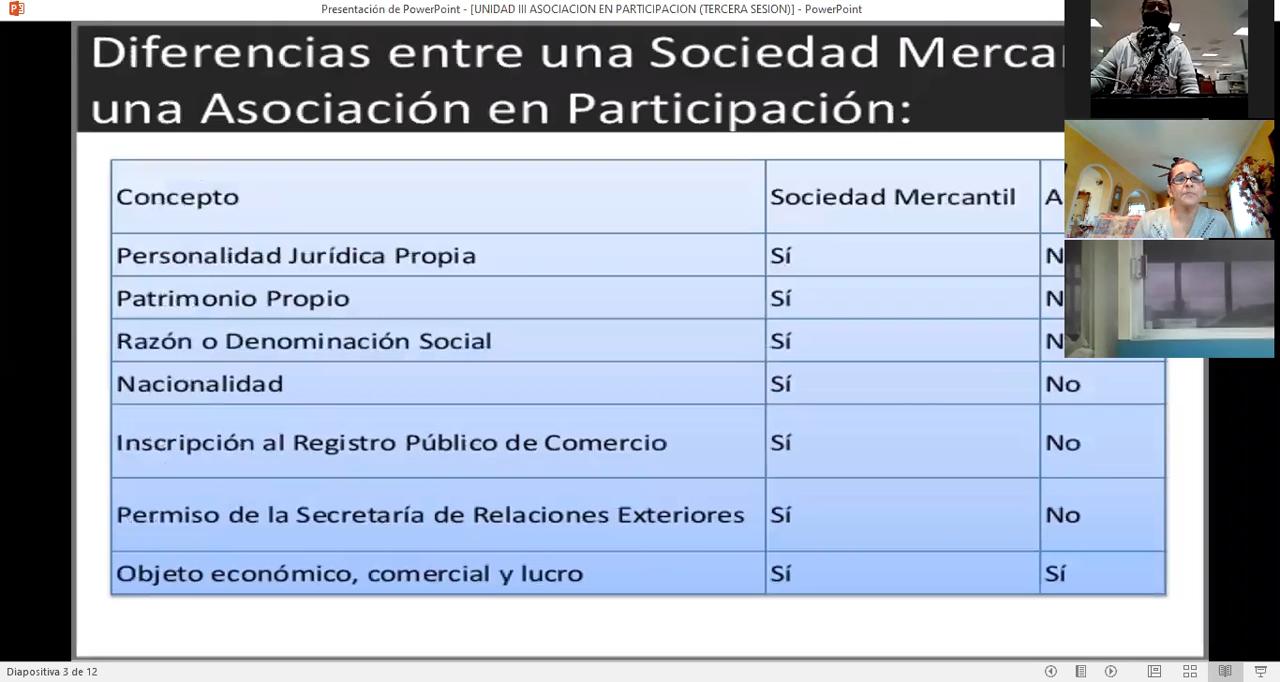 Presentación de PowerPoint - [UNIDAD III ASOCIACION EN PARTICIPACION (TERCERA SESION)] - PowerPoint
Diferencias entre una Sociedad
una Asociación en Participación:
Concepto Sociedad Mercantil
Personalidad Jurídica Propia Sí
Patrimonio Propio Sí
Razón o Denominación Social Sí
Nacionalidad Sí No
Inscripción al Registro Público de Comercio Sí No
Permiso de la Secretaría de Relaciones Exteriores Sí No
Objeto económico, comercial y lucro Sí Sí
Diapositiva 3 de 12